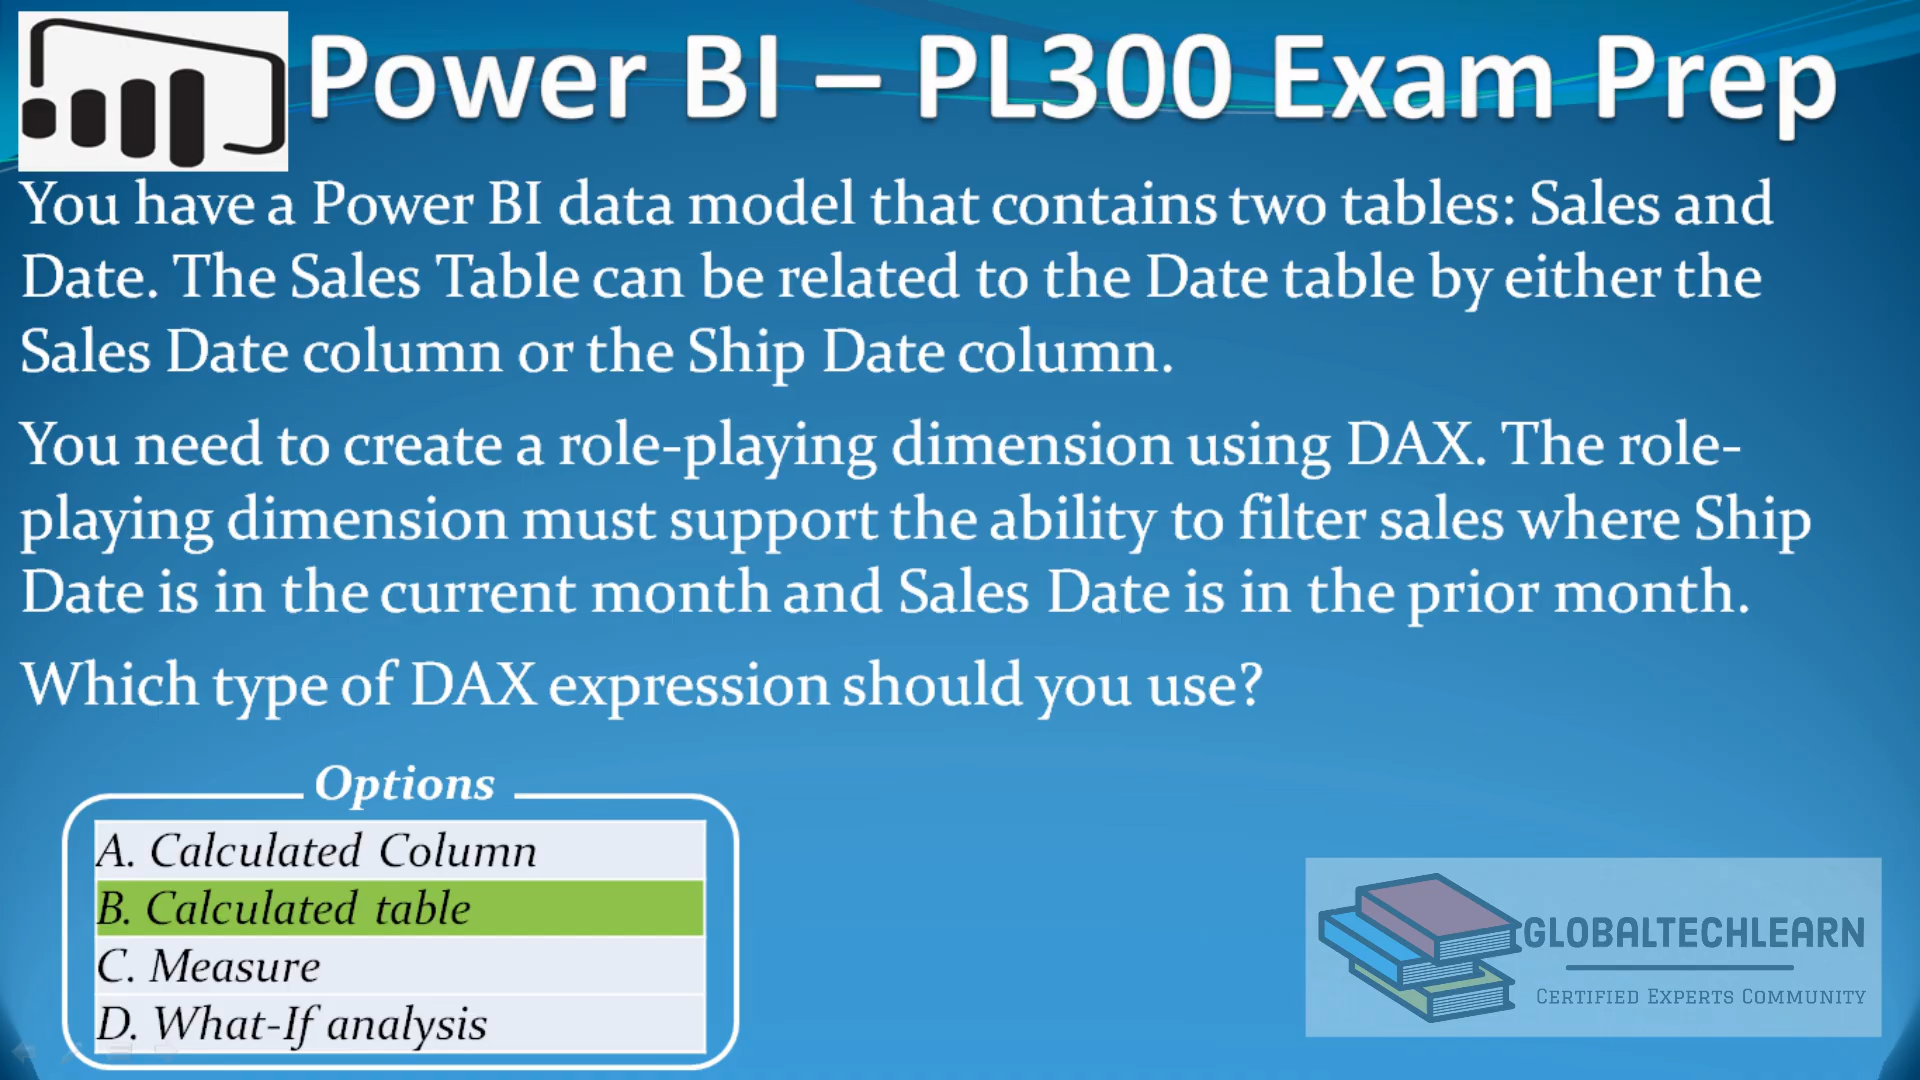 Power BI – PL300 Exam Prep
You have a Power BI data model that contains two tables: Sales and
Date. The Sales Table can be related to the Date table by either the
Sales Date column or the Ship Date column.
You need to create a role-playing dimension using DAX. The role-
playing dimension must support the ability to filter sales where Ship
Date is in the current month and Sales Date is in the prior month.
Which type of DAX expression should you use?
Options
A. Calculated Column
B. Calculated table
C. Measure
D. What-If analysis
GLOBALTECHLEARN
CERTIFIED EXPERTS COMMUNITY